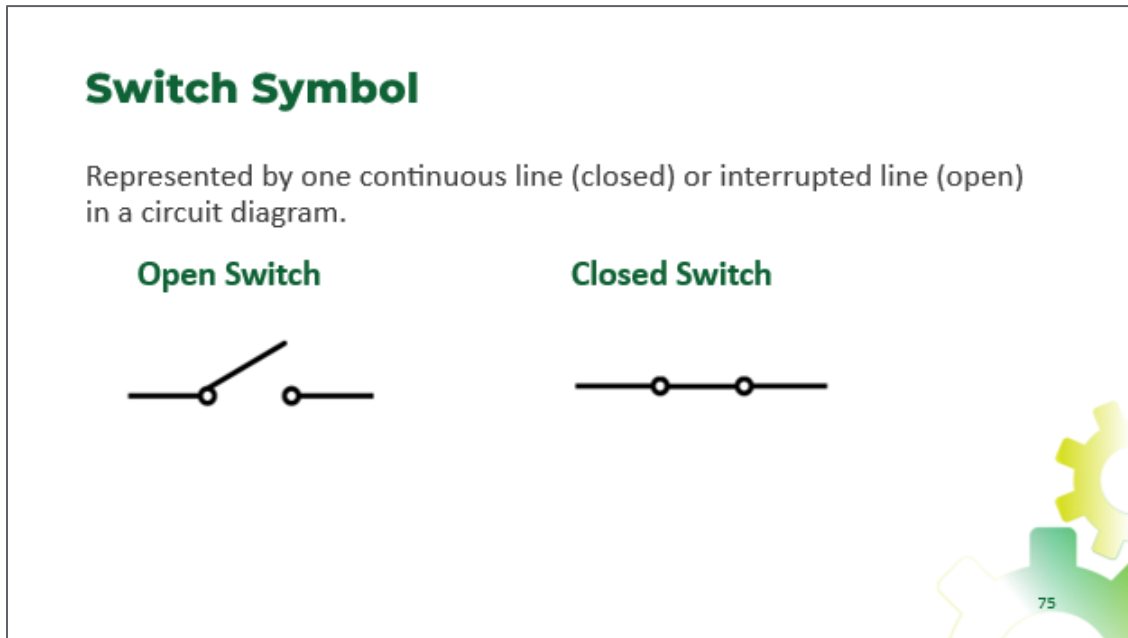 Switch Symbol
Represented by one continuous line (closed) or interrupted line (open)
in a circuit diagram.
Open Switch
Closed Switch
75